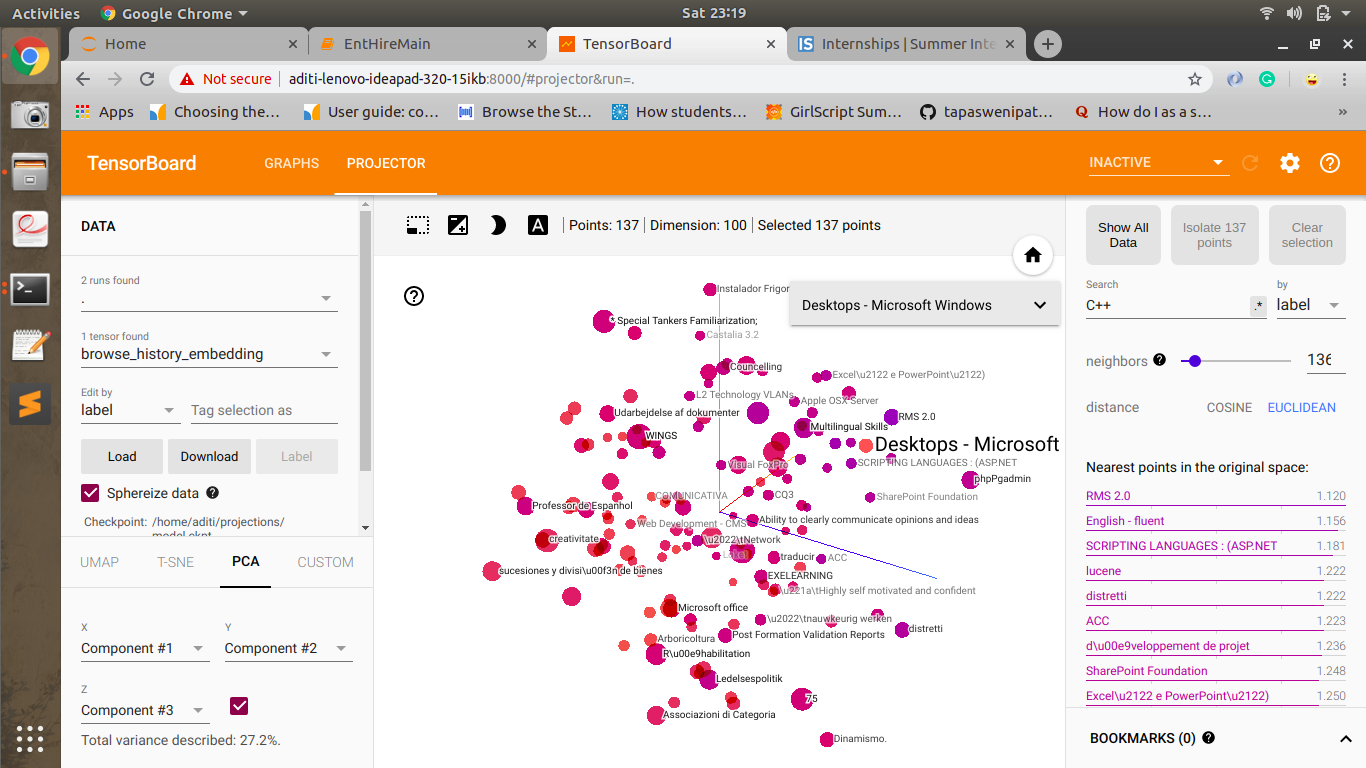 Activities
Google Chrome
Sat 23:19
Home
EntHireMain
TensorBoard
Internships | Summer Inte
Not secure
aditi-lenovo-ideapad-320-15ikb:8000/#projector&run=.
Apps
Choosing the…
User guide: co…
Browse the St…
How students…
GirlScript Sum…
tapaswenipat…
How do I as a s…
»
TensorBoard
GRAPHS
PROJECTOR
INACTIVE
DATA
2 runs found
.
1 tensor found
browse_history_embedding
Edit by
label
Tag selection as
Load
Download
Label
Sphereize data
Checkpoint: /home/aditi/projections/
model.ckpt
UMAP
T-SNE
PCA
CUSTOM
X
Component #1
Y
Component #2
Z
Component #3
Total variance described: 27.2%.
A
Points: 137
Dimension: 100
Selected 137 points
Desktops - Microsoft Windows
Instalador Frigor
* Special Tankers Familiarization;
Castalia 3.2
Councelling
Excel\u2122 e PowerPoint\u2122)
L2 Technology VLANs,
Apple OSX Server
Udarbejdelse af dokumenter
RMS 2.0
Multilingual Skills
WINGS
Desktops - Microsoft
Visual FoxPro
SCRIPTING LANGUAGES : (ASP.NET
phpPgadmin
COMUNICATIVA
CQ3
SharePoint Foundation
Professor de Espanhol
Web Development - CMS
Ability to clearly communicate opinions and ideas
creativitate
\u2022\tNetwork
traducir
ACC
sucesiones y divisi\u00f3n de bienes
EXELEARNING
\u221a\tHighly self motivated and confident
Microsoft office
\u2022\tnauwkeurig werken
distretti
Arboricoltura
Post Formation Validation Reports
R\u00e9habilitation
Ledelsespolitik
75
Associazioni di Categoria
Dinamismo.
Show All
Data
Isolate 137
points
Clear
selection
Search
C++
.*
by
label
neighbors
136
distance
COSINE
EUCLIDEAN
Nearest points in the original space:
RMS 2.0 1.120
English - fluent 1.156
SCRIPTING LANGUAGES : (ASP.NET 1.181
lucene 1.222
distretti 1.222
ACC 1.223
d\u00e9veloppement de projet 1.236
SharePoint Foundation 1.248
Excel\u2122 e PowerPoint\u2122) 1.250
BOOKMARKS (0)